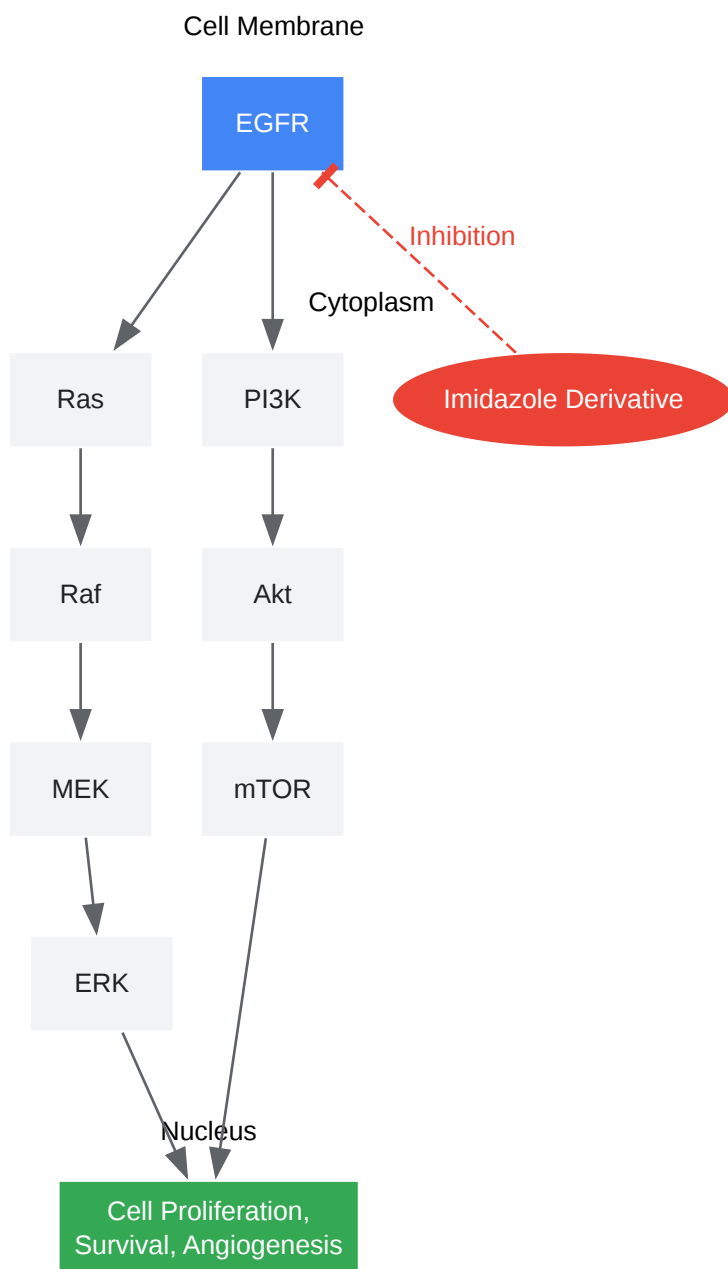 Cell Membrane
EGFR
Inhibition
Cytoplasm
Ras
PI3K
Imidazole Derivative
Raf
Akt
MEK
mTOR
ERK
Nucleus
Cell Proliferation,
Survival, Angiogenesis